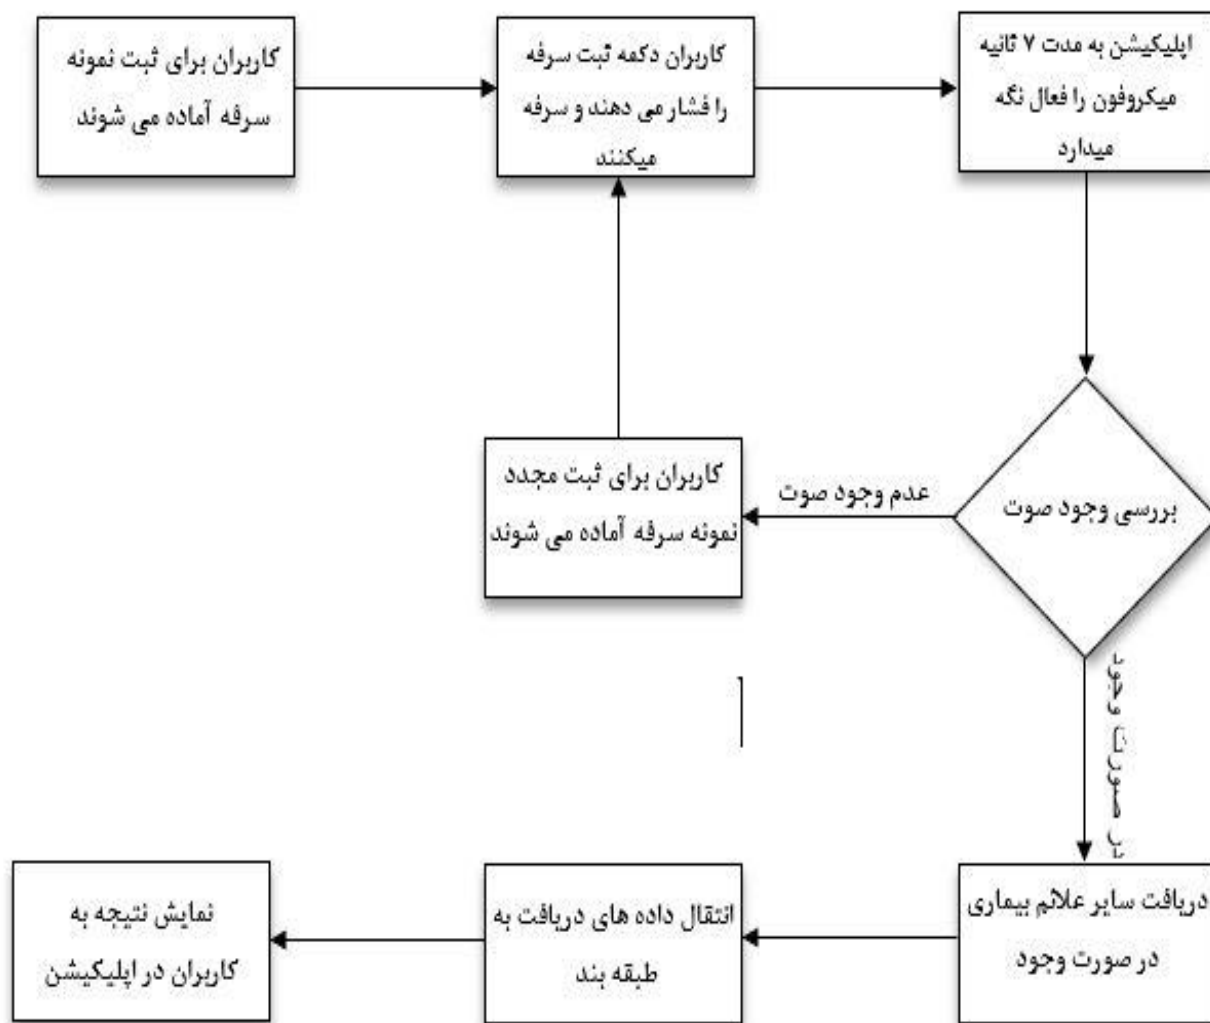 کاربران برای ثبت نمونه
سرفه آماده می شوند
کاربران دکمه ثبت سرفه
را فشار می دهند و سرفه
میکنند
اپلیکیشن به مدت ۷ ثانیه
میکروفون را فعال نگه
میدارد
بررسی وجود صوت
عدم وجود صوت
کاربران برای ثبت مجدد
نمونه سرفه آماده می شوند
در صورت وجود
دریافت سایر علائم بیماری
در صورت وجود
انتقال داده های دریافت به
طبقه بند
نمایش نتیجه به
کاربران در اپلیکیشن